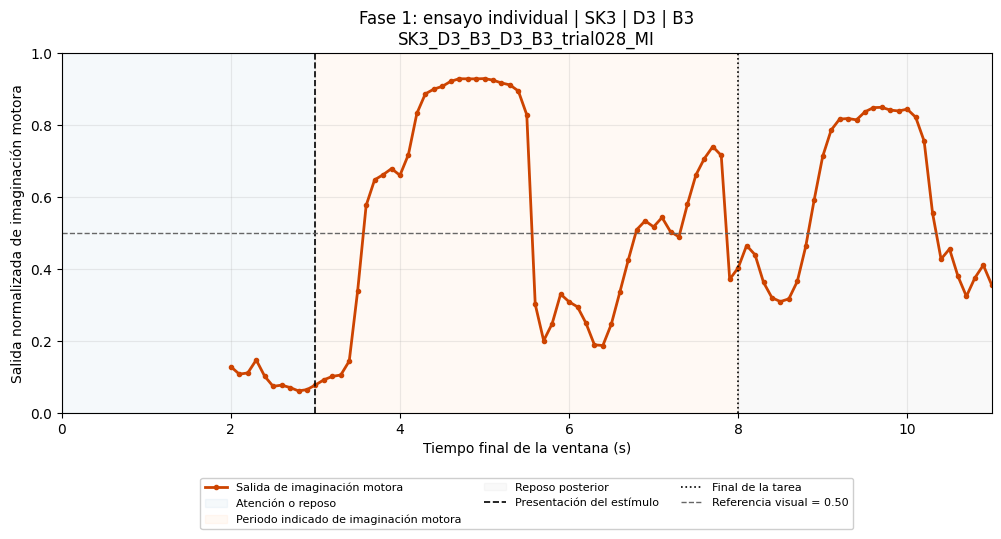 Fase 1: ensayo individual | SK3 | D3 | B3
SK3_D3_B3_D3_B3_trial028_MI
Salida normalizada de imaginación motora
1.0
0.8
0.6
0.4
0.2
0.0
0 2 4 6 8 10
Tiempo final de la ventana (s)
Salida de imaginación motora
Atención o reposo
Periodo indicado de imaginación motora
Reposo posterior
Presentación del estímulo
Final de la tarea
Referencia visual = 0.50